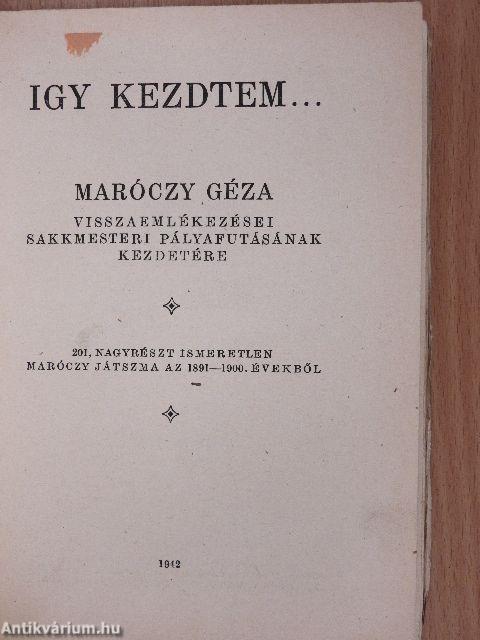 IGY KEZDTEM...
MARÓCZY GÉZA
VISSZAEMLÉKEZÉSEI
SAKKMESTERI PÁLYAFUTÁSÁNAK
KEZDETÉRE
201, NAGYRÉSZT ISMERETLEN
MARÓCZY JÁTSZMA AZ 1891—1900. ÉVEKBŐL
1942
Antikvárium.hu